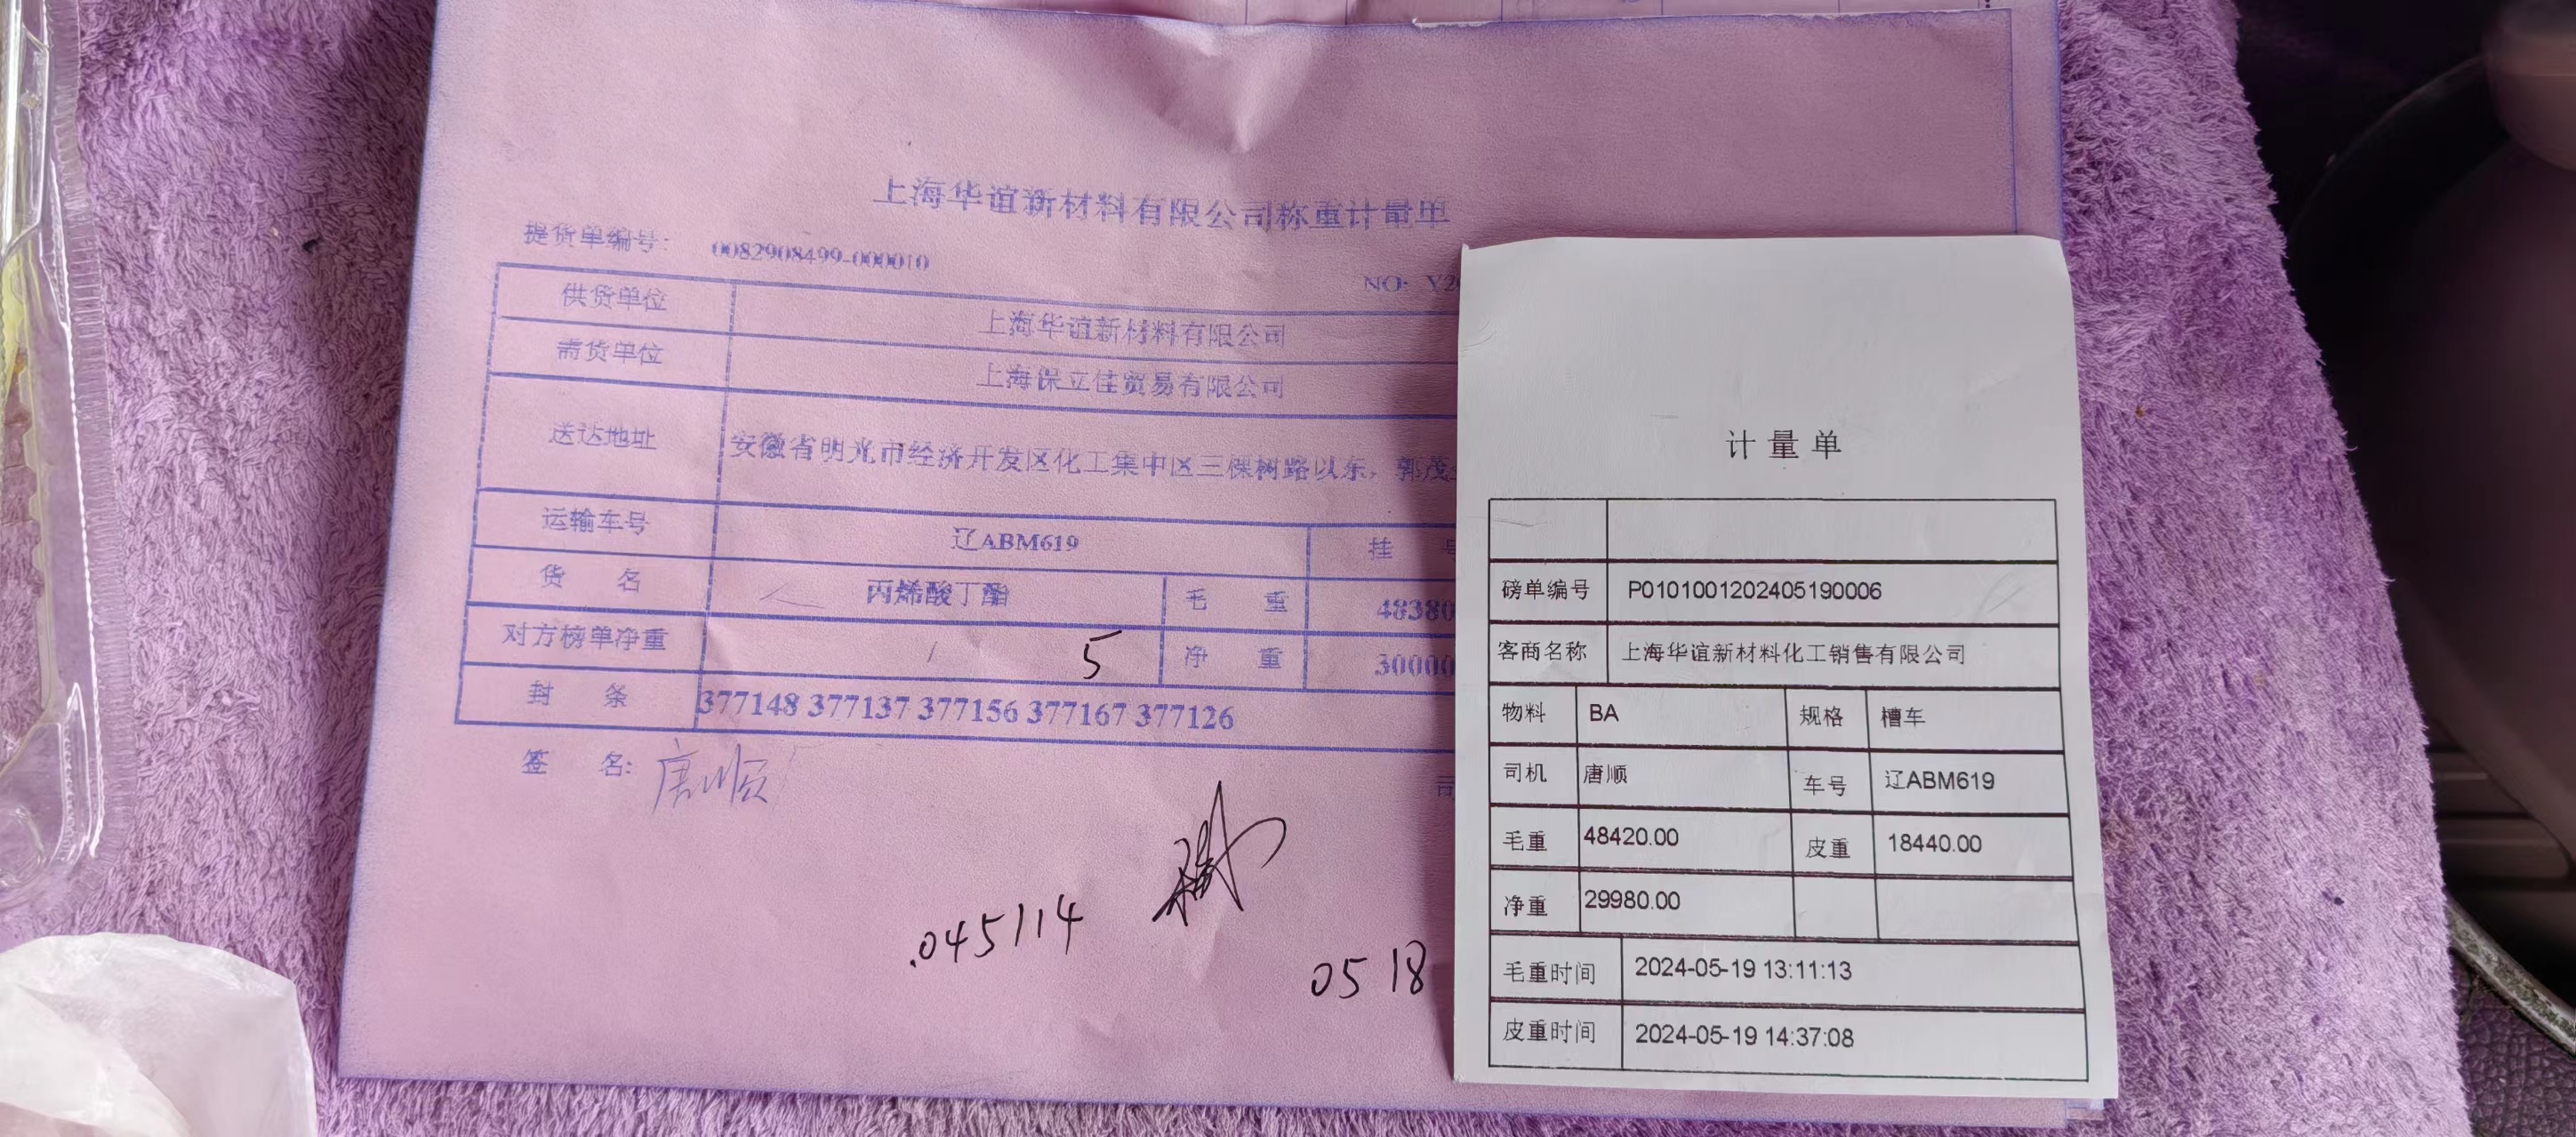 上海华谊新材料有限公司称重计量单
提货单编号: 0082908499-000010
NO: Y2
供货单位 上海华谊新材料有限公司
需货单位 上海保立佳贸易有限公司
送达地址 安徽省明光市经济开发区化工集中区三棵树路以东，郭茂
运输车号 辽ABM619 挂 号
货 名 丙烯酸丁酯 毛 重 48380
对方榜单净重 5 净 重 30000
封 条 377148 377137 377156 377167 377126
签 名: 唐顺
司
.045114
0518
计量单
磅单编号 P0101001202405190006
客商名称 上海华谊新材料化工销售有限公司
物料 BA 规格 槽车
司机 唐顺 车号 辽ABM619
毛重 48420.00 皮重 18440.00
净重 29980.00
毛重时间 2024-05-19 13:11:13
皮重时间 2024-05-19 14:37:08